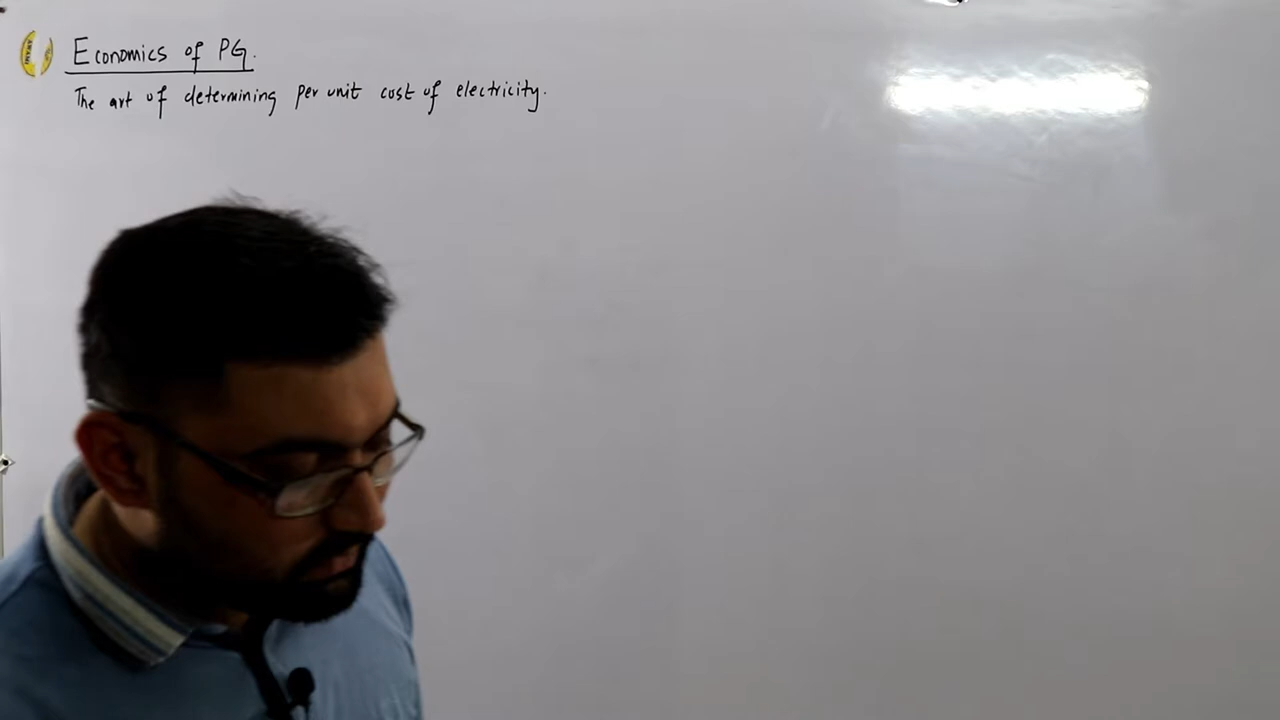 Economics of PG.
The art of determining per unit cost of electricity.